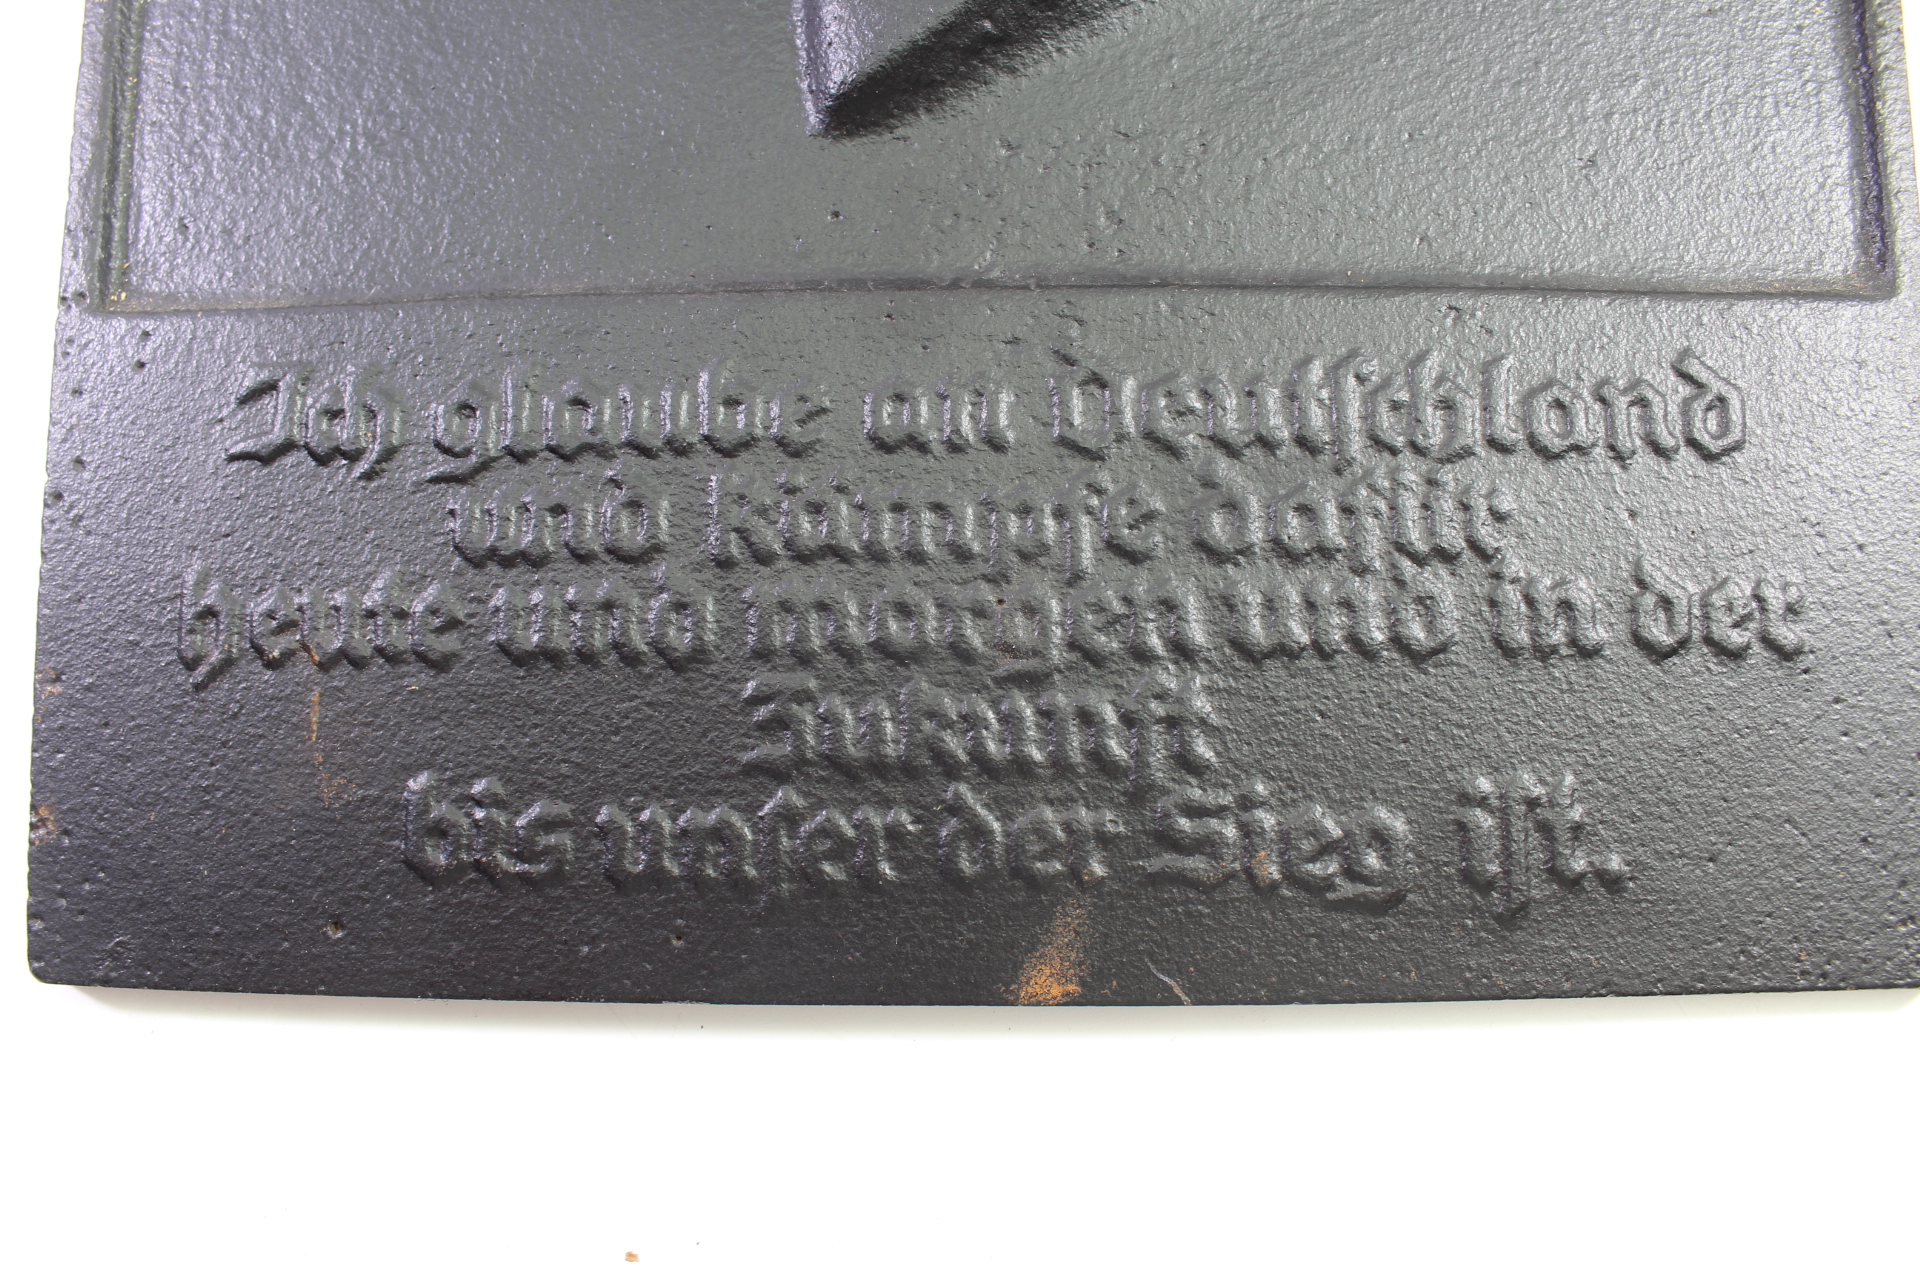 Ich glaube an Deutschland
und kämpfe dafür
heute und morgen und in der
Zukunft
bis unser der Sieg ist.